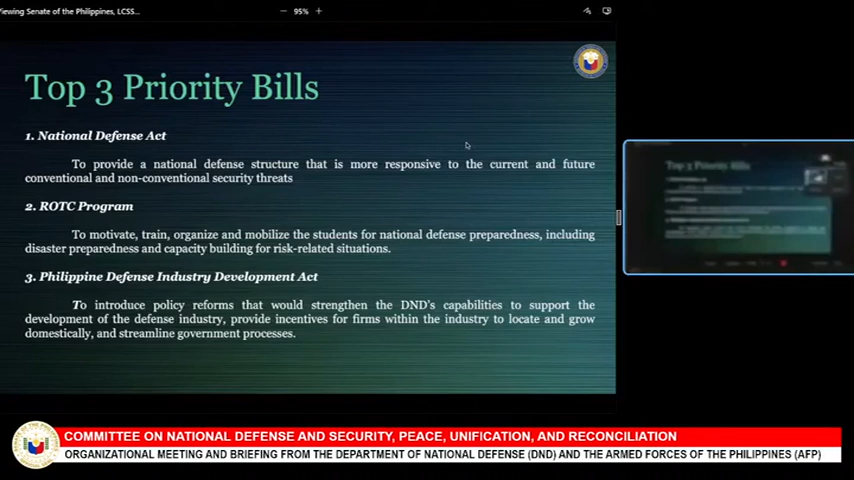 Viewing Senate of the Philippines, LCSS...
95%
Top 3 Priority Bills
1. National Defense Act
To provide a national defense structure that is more responsive to the current and future
conventional and non-conventional security threats
2. ROTC Program
To motivate, train, organize and mobilize the students for national defense preparedness, including
disaster preparedness and capacity building for risk-related situations.
3. Philippine Defense Industry Development Act
To introduce policy reforms that would strengthen the DND's capabilities to support the
development of the defense industry, provide incentives for firms within the industry to locate and grow
domestically, and streamline government processes.
Top 3 Priority Bills
COMMITTEE ON NATIONAL DEFENSE AND SECURITY, PEACE, UNIFICATION, AND RECONCILIATION
ORGANIZATIONAL MEETING AND BRIEFING FROM THE DEPARTMENT OF NATIONAL DEFENSE (DND) AND THE ARMED FORCES OF THE PHILIPPINES (AFP)